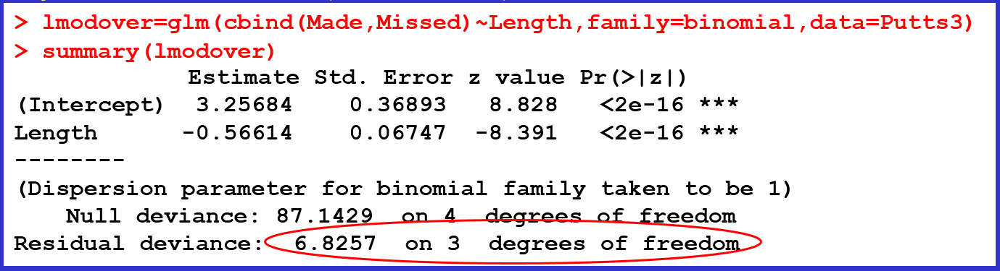 > lmodover=glm(cbind(Made,Missed)~Length,family=binomial,data=Putts3)
> summary(lmodover)
Estimate Std. Error z value Pr(>|z|)
(Intercept) 3.25684 0.36893 8.828 <2e-16 ***
Length -0.56614 0.06747 -8.391 <2e-16 ***
--------
(Dispersion parameter for binomial family taken to be 1)
Null deviance: 87.1429 on 4 degrees of freedom
Residual deviance: 6.8257 on 3 degrees of freedom